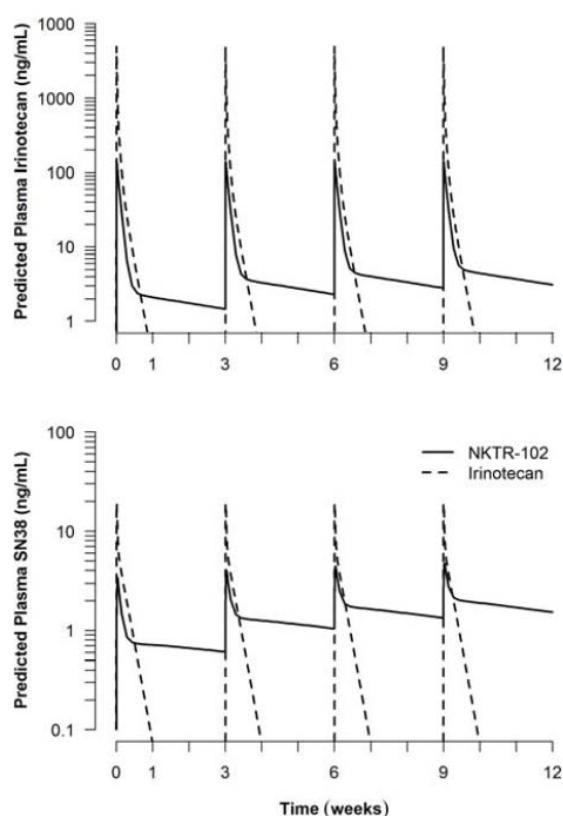 Predicted Plasma Irinotecan (ng/mL)
1000
1000
100
10
1
0 1 3 6 9 12
Predicted Plasma SN38 (ng/mL)
100
10
1
0.1
NKTR-102
Irinotecan
0 1 3 6 9 12
Time (weeks)